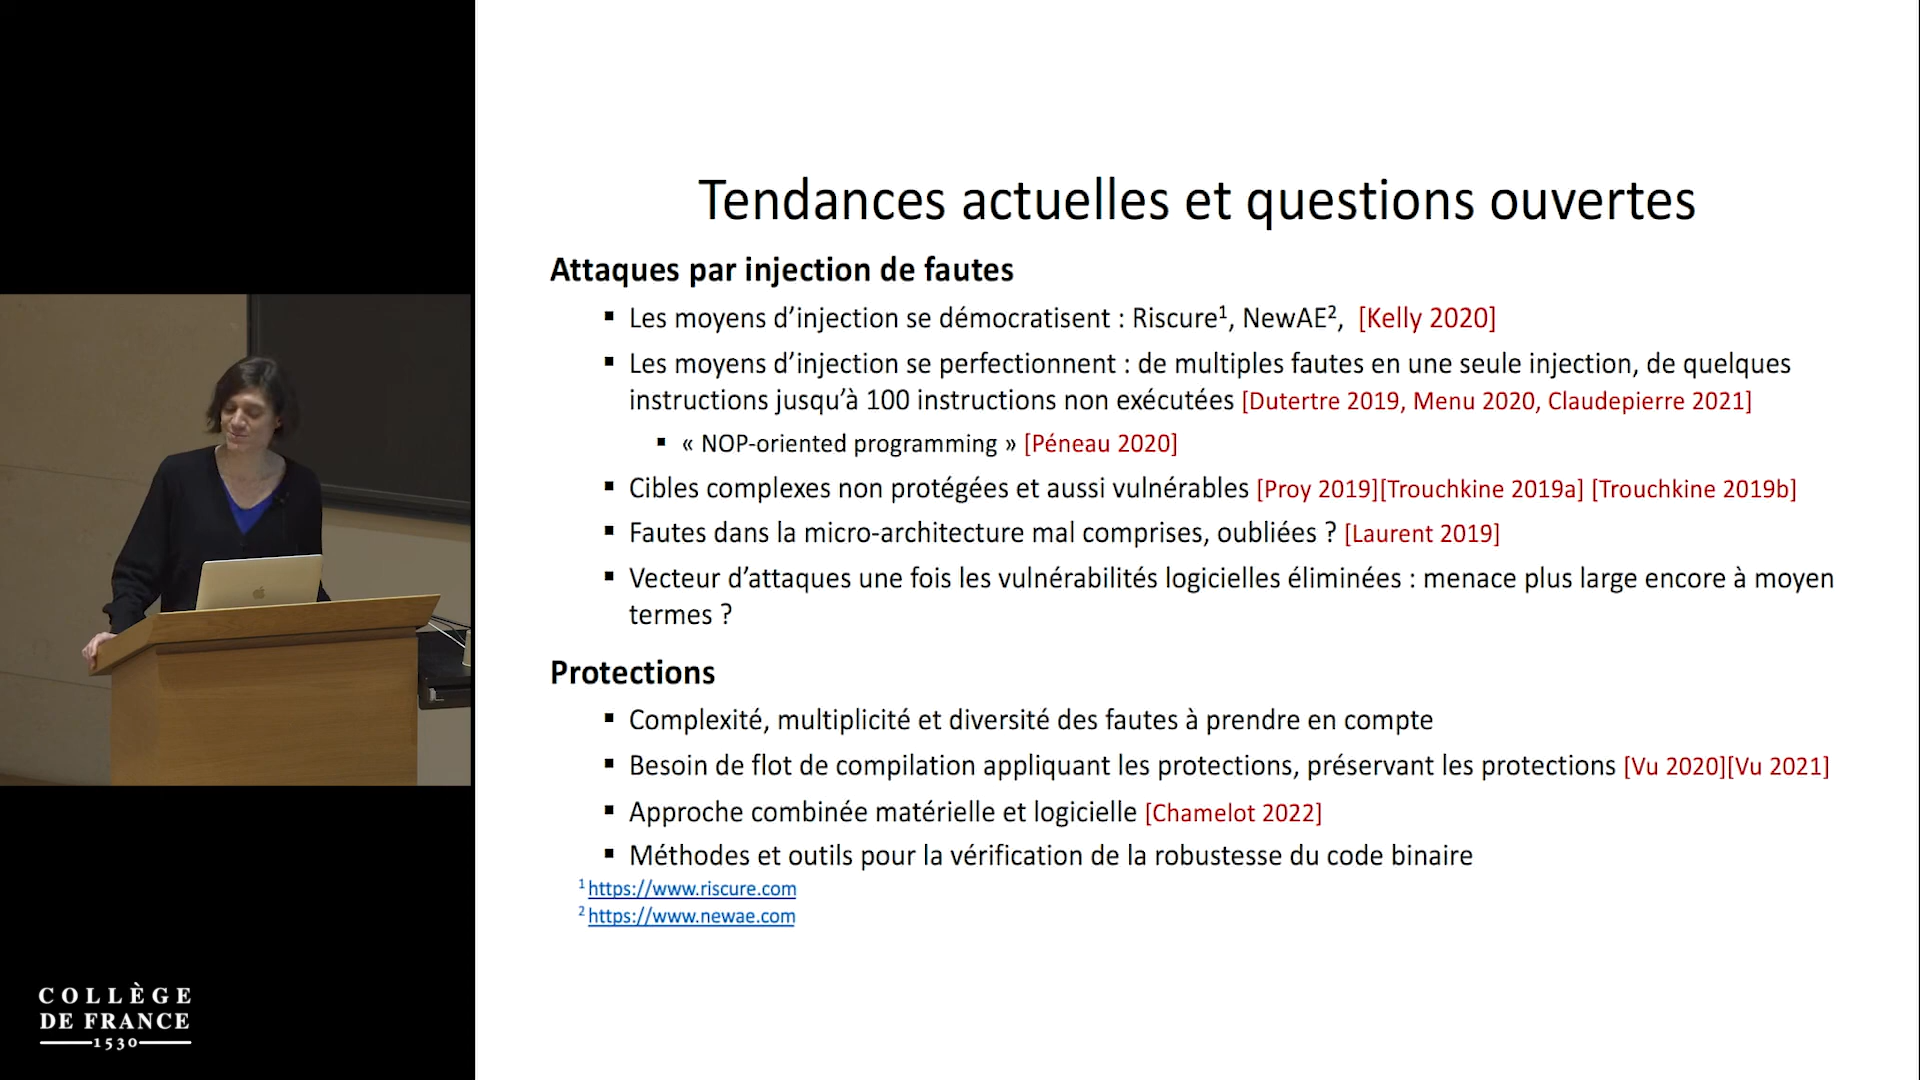 Tendances actuelles et questions ouvertes
Attaques par injection de fautes
▪ Les moyens d’injection se démocratisent : Riscure¹, NewAE², [Kelly 2020]
▪ Les moyens d’injection se perfectionnent : de multiples fautes en une seule injection, de quelques
instructions jusqu’à 100 instructions non exécutées [Dutertre 2019, Menu 2020, Claudepierre 2021]
▪ « NOP-oriented programming » [Péneau 2020]
▪ Cibles complexes non protégées et aussi vulnérables [Proy 2019][Trouchkine 2019a] [Trouchkine 2019b]
▪ Fautes dans la micro-architecture mal comprises, oubliées ? [Laurent 2019]
▪ Vecteur d’attaques une fois les vulnérabilités logicielles éliminées : menace plus large encore à moyen
termes ?
Protections
▪ Complexité, multiplicité et diversité des fautes à prendre en compte
▪ Besoin de flot de compilation appliquant les protections, préservant les protections [Vu 2020][Vu 2021]
▪ Approche combinée matérielle et logicielle [Chamelot 2022]
▪ Méthodes et outils pour la vérification de la robustesse du code binaire
¹ https://www.riscure.com
² https://www.newae.com
COLLÈGE
DE FRANCE
1530